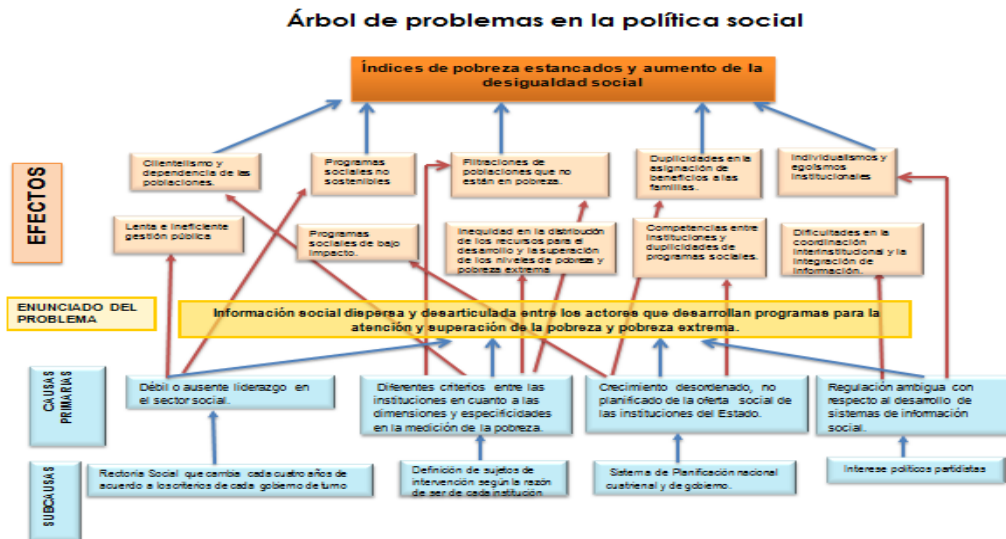 Árbol de problemas en la política social
Índices de pobreza estancados y aumento de la
desigualdad social
EFECTOS
Clientelismo y
dependencia de las
poblaciones.
Programas
sociales no
sostenibles
Filtraciones de
poblaciones que no
están en pobreza.
Duplicidades en la
asignación de
beneficios a las
familias.
Individualismos y
egoísmos
institucionales
Lenta e ineficiente
gestión pública
Programas
sociales de bajo
impacto.
Inequidad en la distribución
de los recursos para el
desarrollo y la superación
de los niveles de pobreza y
pobreza extrema
Competencias entre
instituciones y
duplicidades de
programas sociales.
Dificultades en la
coordinación
interinstitucional y la
integración de
información.
ENUNCIADO DEL
PROBLEMA
Información social dispersa y desarticulada entre los actores que desarrollan programas para la
atención y superación de la pobreza y pobreza extrema.
CAUSAS
PRIMARIAS
Débil o ausente liderazgo en
el sector social.
Diferentes criterios entre las
instituciones en cuanto a las
dimensiones y especificidades
en la medición de la pobreza.
Crecimiento desordenado, no
planificado de la oferta social de
las instituciones del Estado.
Regulación ambigua con
respecto al desarrollo de
sistemas de información
social.
SUBCAUSAS
Rectoría Social que cambia cada cuatro años de
acuerdo a los criterios de cada gobierno de turno
Definición de sujetos de
intervención según la razón
de ser de cada institución
Sistema de Planificación nacional
cuatrienal y de gobierno.
Interese políticos partidistas